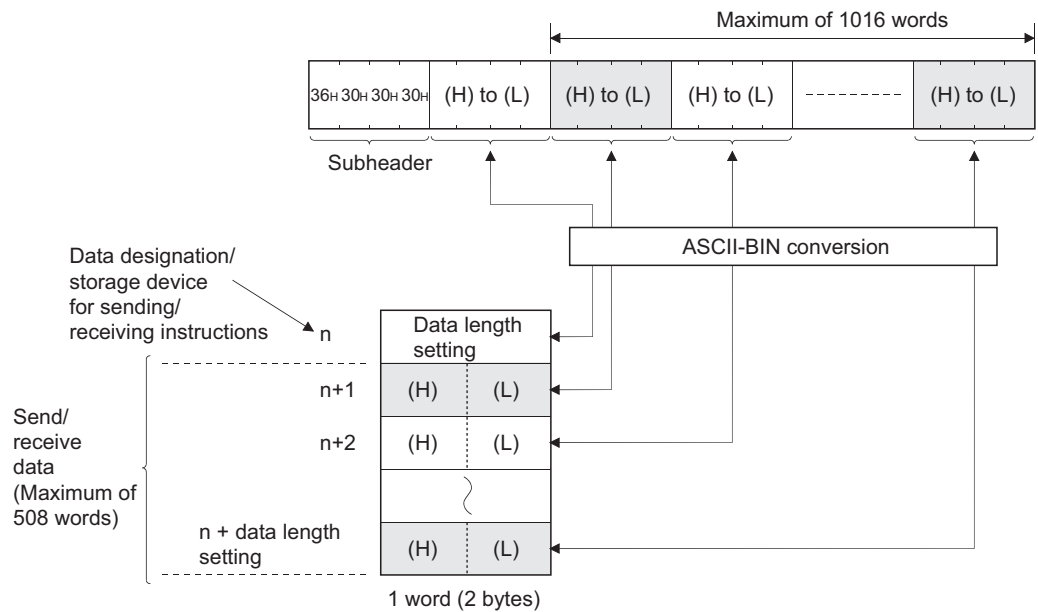 Maximum of 1016 words
36H 30H 30H 30H (H) to (L) (H) to (L) (H) to (L) (H) to (L)
Subheader
ASCII-BIN conversion
Data designation/
storage device
for sending/
receiving instructions
n
Data length
setting
n+1 (H) (L)
n+2 (H) (L)
Send/
receive
data
(Maximum of
508 words)
n + data length
setting
(H) (L)
1 word (2 bytes)